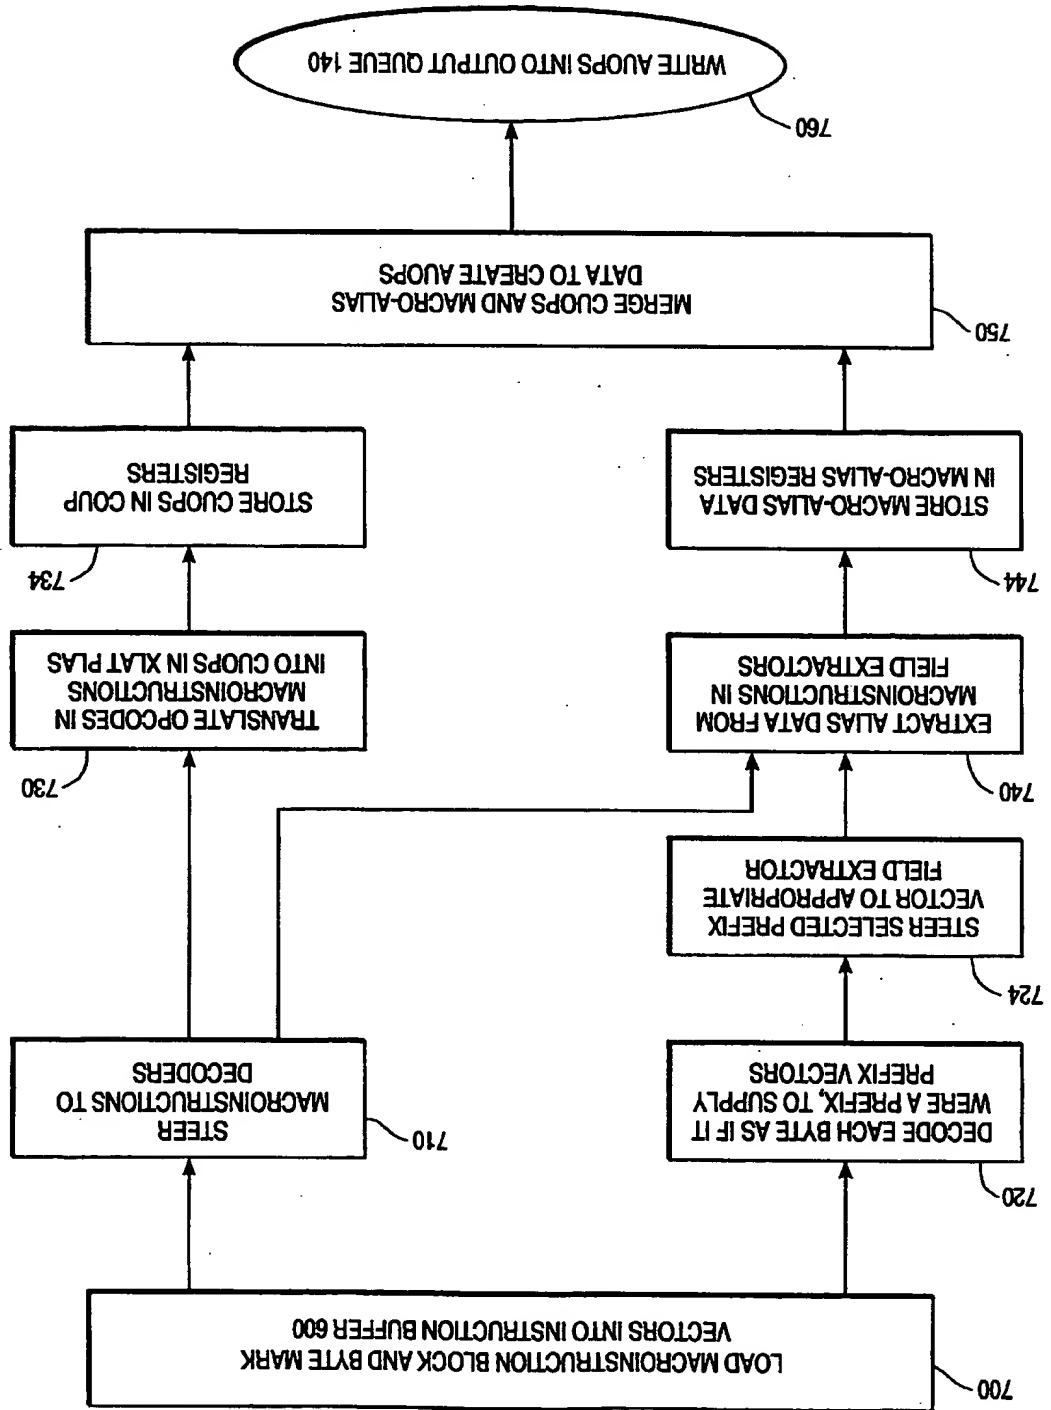 700
LOAD MACROINSTRUCTION BLOCK AND BYTE MARK
VECTORS INTO INSTRUCTION BUFFER 600
720
DECODE EACH BYTE AS IF IT
WERE A PREFIX, TO SUPPLY
PREFIX VECTORS
710
STEER
MACROINSTRUCTIONS TO
DECODERS
724
STEER SELECTED PREFIX
VECTOR TO APPROPRIATE
FIELD EXTRACTOR
740
EXTRACT ALIAS DATA FROM
MACROINSTRUCTIONS IN
FIELD EXTRACTORS
730
TRANSLATE OPCODES IN
MACROINSTRUCTIONS
INTO CUOPS IN XLAT PLAS
744
STORE MACRO-ALIAS DATA
IN MACRO-ALIAS REGISTERS
734
STORE CUOPS IN COUP
REGISTERS
750
MERGE CUOPS AND MACRO-ALIAS
DATA TO CREATE AUOPS
760
WRITE AUOPS INTO OUTPUT QUEUE 140